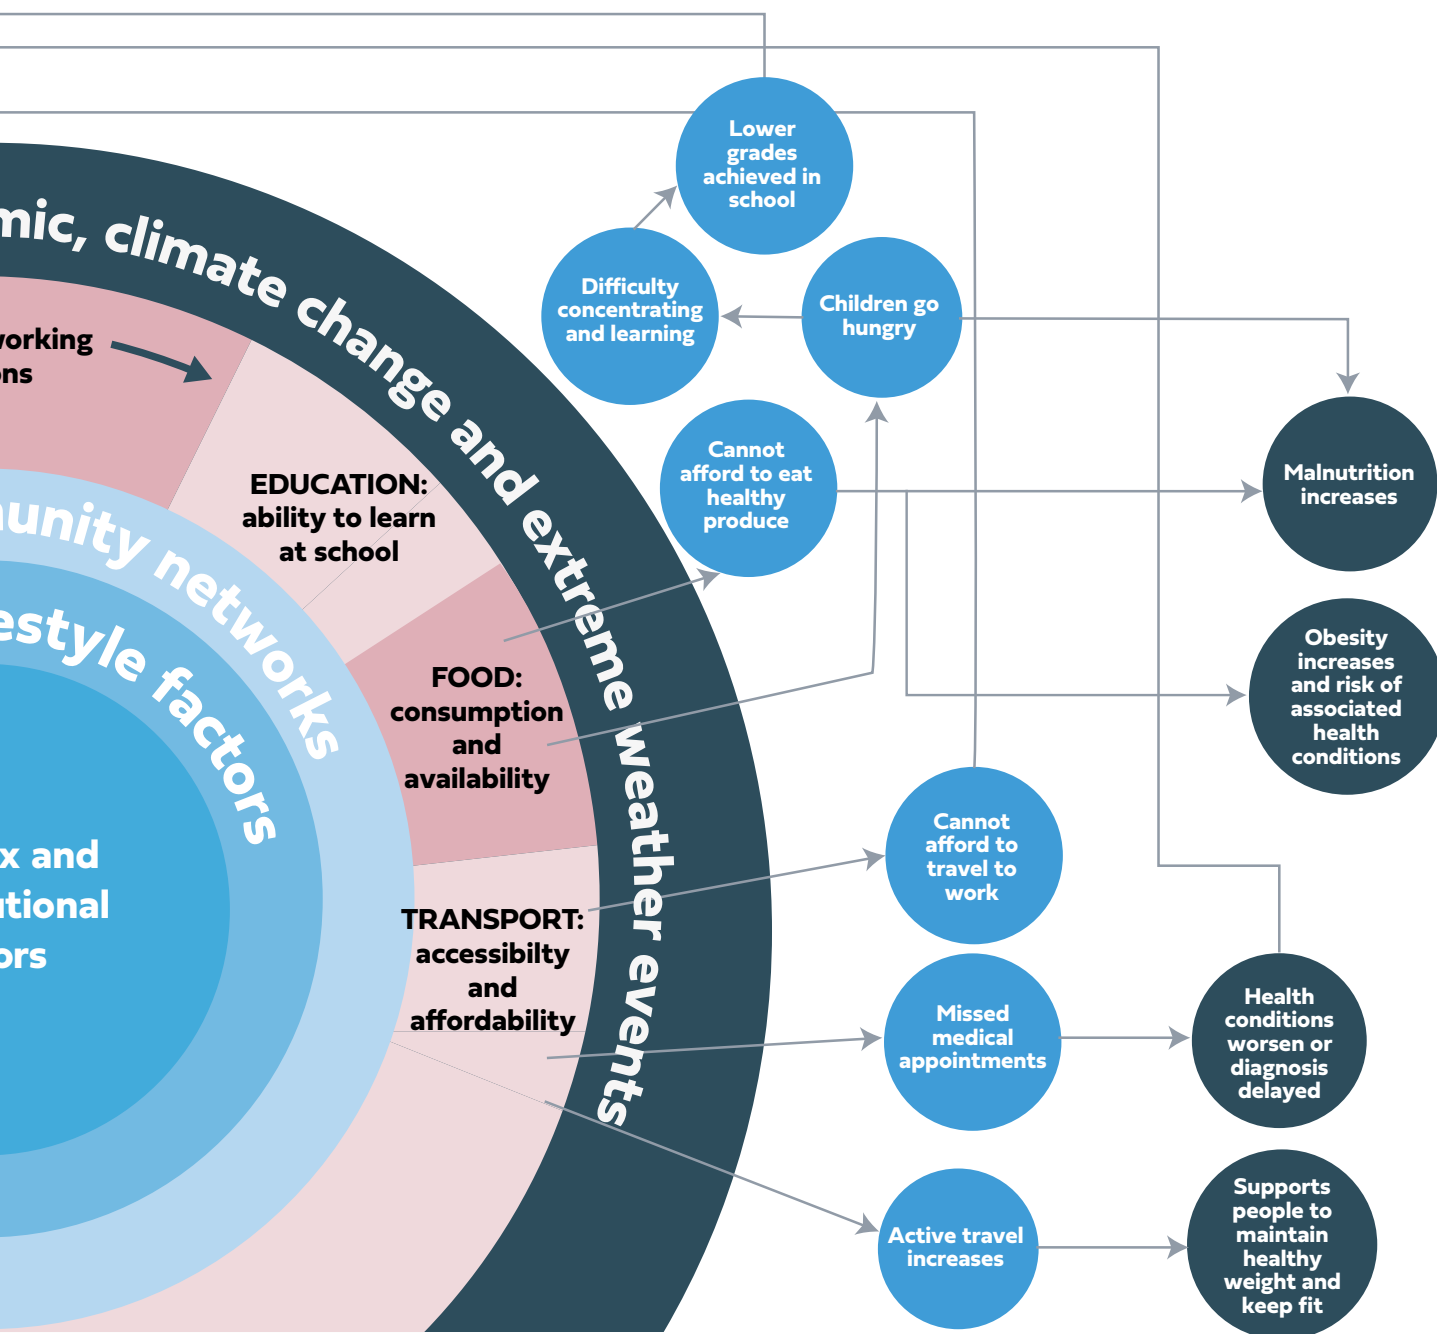 mic, climate change and extreme weather events
working
ons
EDUCATION:
ability to learn
at school
FOOD:
consumption
and
availability
TRANSPORT:
accessibilty
and
affordability
unity networks
estyle factors
x and
utional
ors
Lower
grades
achieved in
school
Difficulty
concentrating
and learning
Children go
hungry
Cannot
afford to eat
healthy
produce
Malnutrition
increases
Obesity
increases
and risk of
associated
health
conditions
Cannot
afford to
travel to
work
Missed
medical
appointments
Health
conditions
worsen or
diagnosis
delayed
Active travel
increases
Supports
people to
maintain
healthy
weight and
keep fit